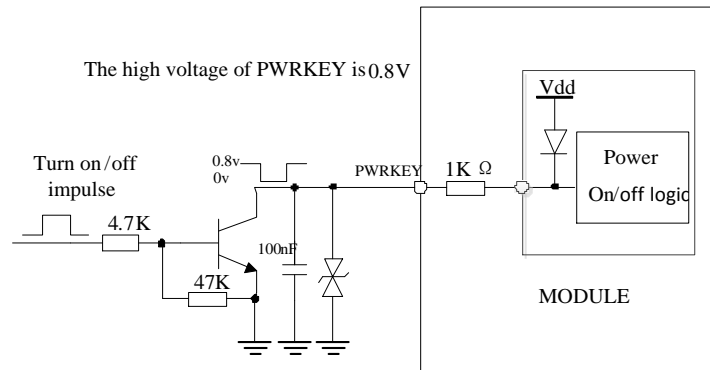 The high voltage of PWRKEY is 0.8V
Vdd
Turn on/off
impulse
0.8v
0v
PWRKEY
1K Ω
Power
On/off logic
4.7K
100nF
47K
MODULE